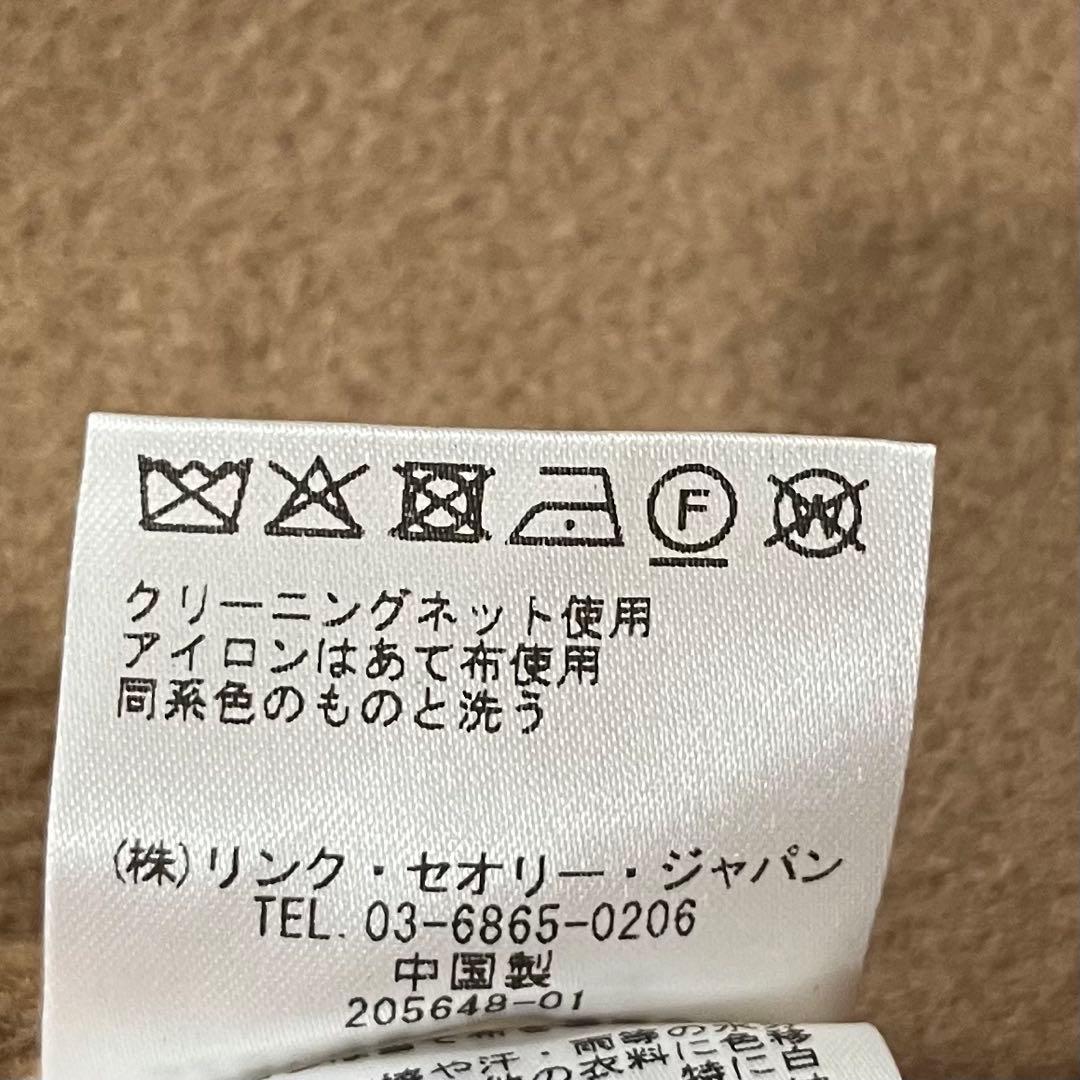 F W
クリーニングネット使用
アイロンはあて布使用
同系色のものと洗う
(株)リンク・セオリー・ジャパン
TEL. 03-6865-0206
中国製
205648-01